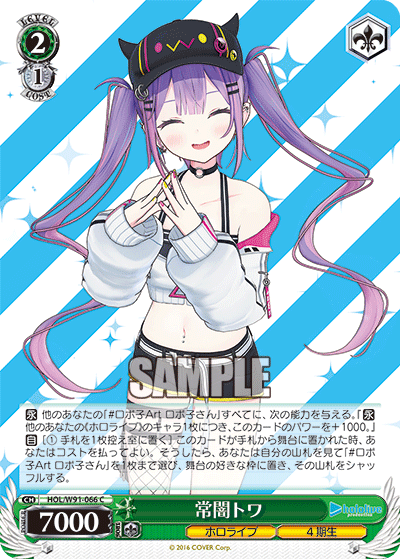 LEVEL
2
1
COST
SAMPLE
永 他のあなたの「#ロボ子Art ロボ子さん」すべてに、次の能力を与える。『永
他のあなたの《ホロライブ》のキャラ1枚につき、このカードのパワーを＋1000。』
自 [⑴ 手札を1枚控え室に置く] このカードが手札から舞台に置かれた時、あ
なたはコストを払ってよい。そうしたら、あなたは自分の山札を見て「#ロボ
子Art ロボ子さん」を1枚まで選び、舞台の好きな枠に置き、その山札をシャッ
フルする。
CH HOL/W91-066 C
7000
常闇トワ
hololive
ホロライブ
4期生
© 2016 COVER Corp.